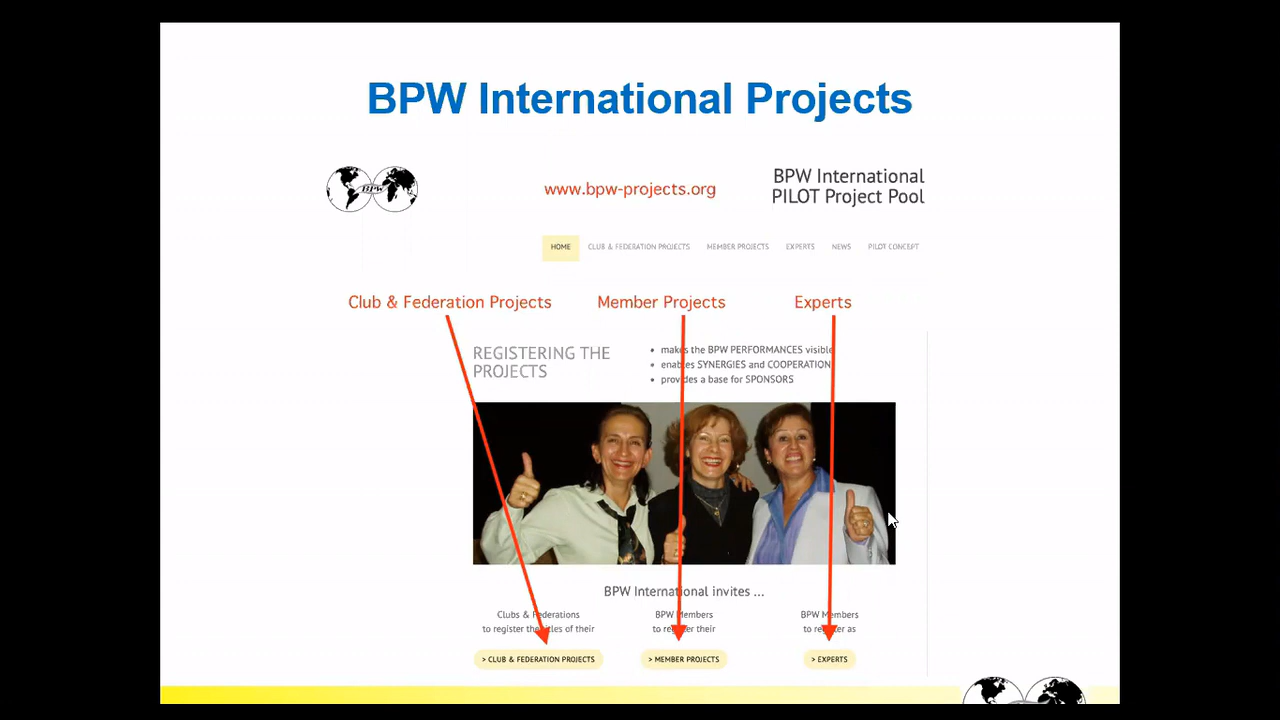 BPW International Projects
BPW
www.bpw-projects.org
BPW International
PILOT Project Pool
HOME CLUB & FEDERATION PROJECTS MEMBER PROJECTS EXPERTS NEWS PILOT CONCEPT
Club & Federation Projects Member Projects Experts
REGISTERING THE
PROJECTS
• makes the BPW PERFORMANCES visible
• enables SYNERGIES and COOPERATION
• provides a base for SPONSORS
BPW International invites ...
Clubs & Federations
to register the titles of their
> CLUB & FEDERATION PROJECTS
BPW Members
to register their
> MEMBER PROJECTS
BPW Members
to register as
> EXPERTS